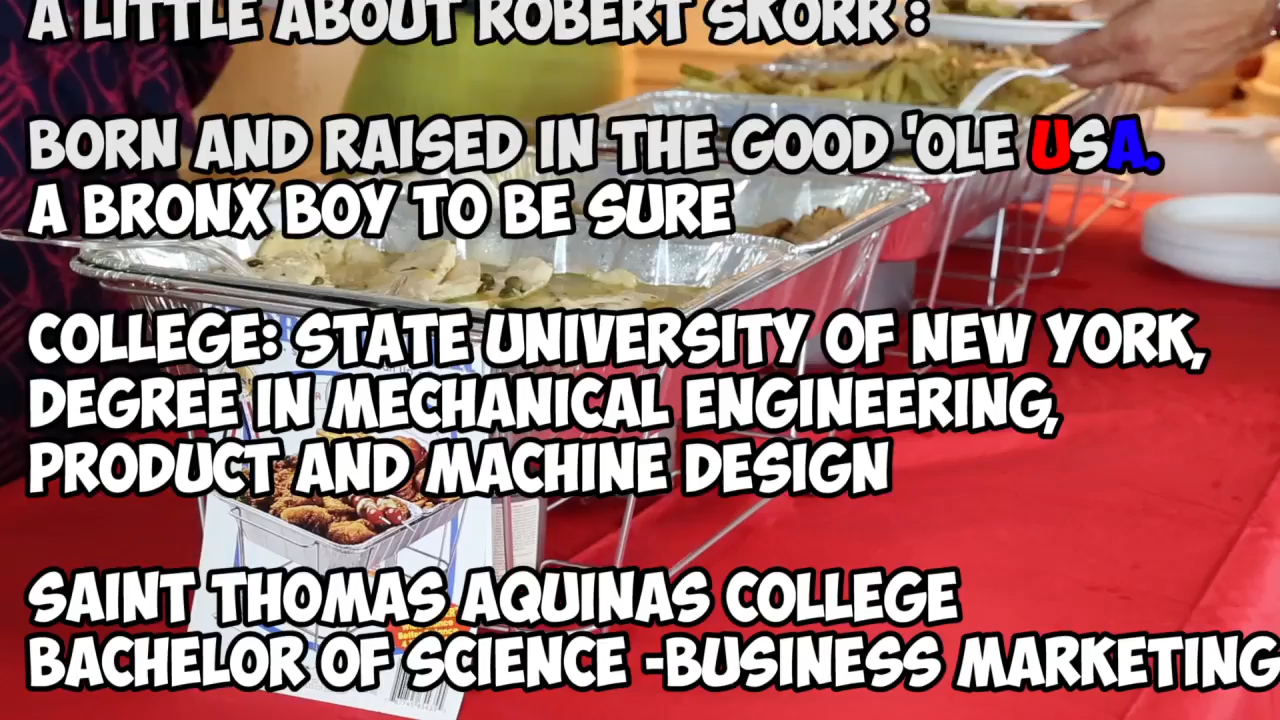 A LITTLE ABOUT ROBERT SKORR :
BORN AND RAISED IN THE GOOD 'OLE USA.
A BRONX BOY TO BE SURE
COLLEGE: STATE UNIVERSITY OF NEW YORK,
DEGREE IN MECHANICAL ENGINEERING,
PRODUCT AND MACHINE DESIGN
SAINT THOMAS AQUINAS COLLEGE
BACHELOR OF SCIENCE -BUSINESS MARKETING